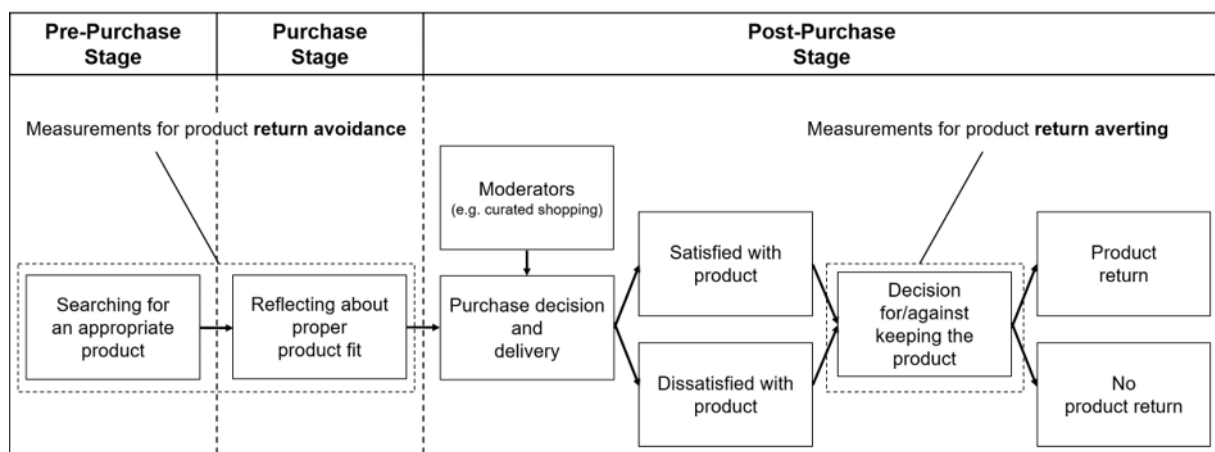 Pre-Purchase
Stage
Purchase
Stage
Post-Purchase
Stage
Measurements for product return avoidance
Measurements for product return averting
Moderators
(e.g. curated shopping)
Searching for
an appropriate
product
Reflecting about
proper
product fit
Purchase decision
and
delivery
Satisfied with
product
Dissatisfied with
product
Decision
for/against
keeping the
product
Product
return
No
product return